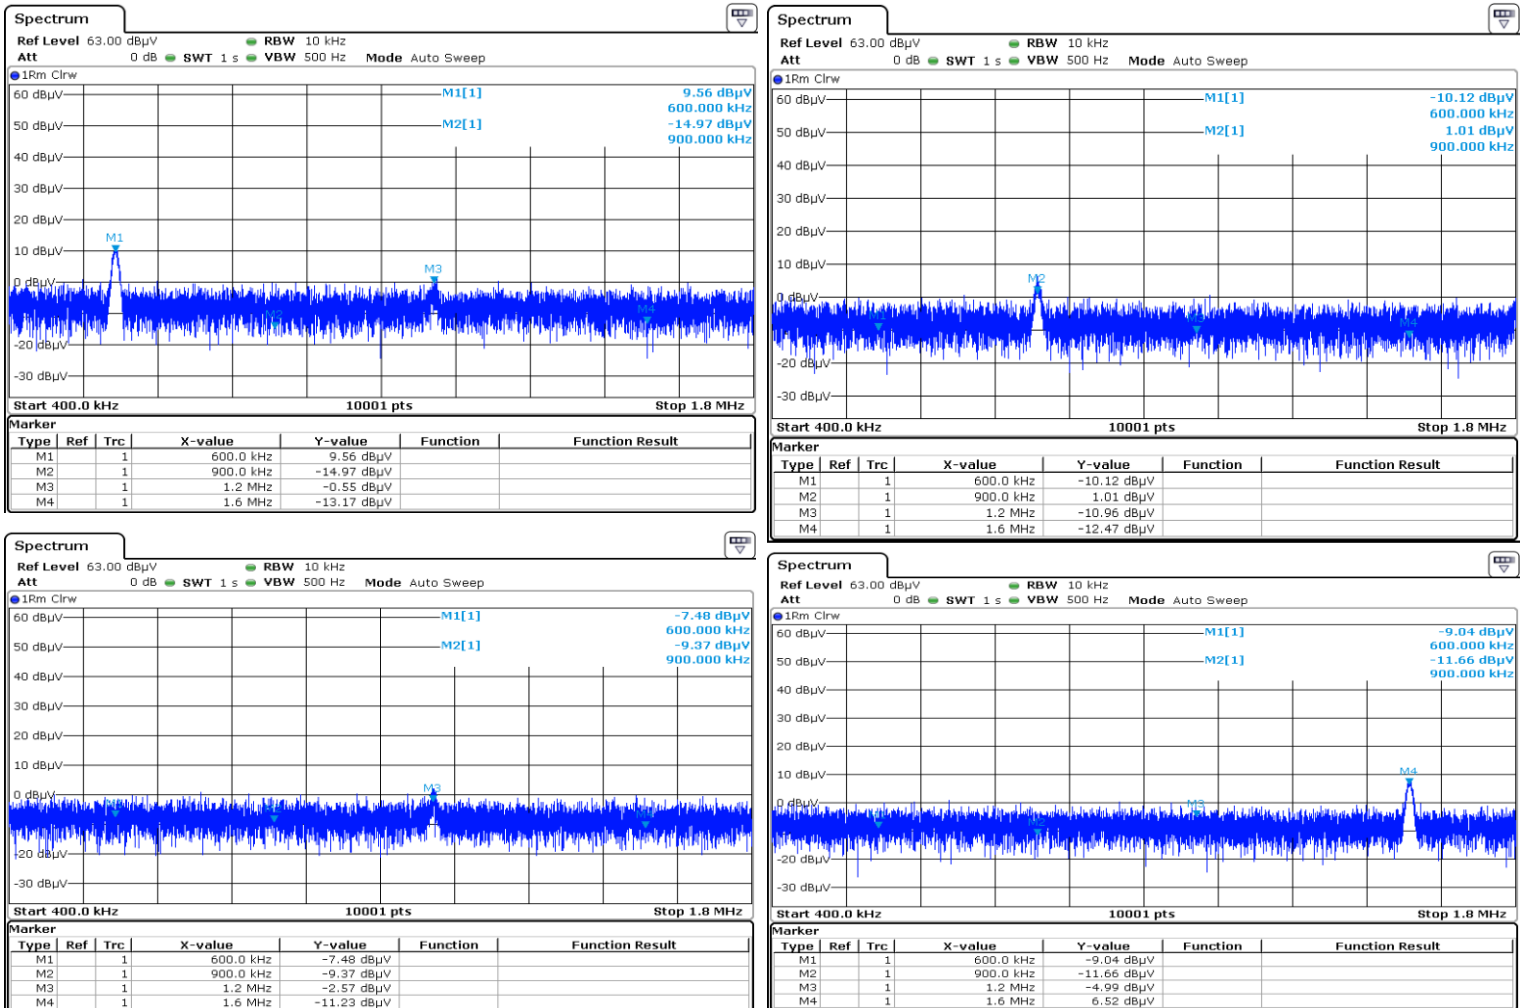 Spectrum
Ref Level 63.00 dBµV RBW 10 kHz
Att 0 dB SWT 1 s VBW 500 Hz Mode Auto Sweep
1Rm Clrw
60 dBµV M1[1] 9.56 dBµV
600.000 kHz
50 dBµV M2[1] -14.97 dBµV
900.000 kHz
40 dBµV
30 dBµV
20 dBµV
M1
10 dBµV
M3
0 dBµV
M2 M4
-20 dBµV
-30 dBµV
Start 400.0 kHz 10001 pts Stop 1.8 MHz
Marker
Type Ref Trc X-value Y-value Function Function Result
M1 1 600.0 kHz 9.56 dBµV
M2 1 900.0 kHz -14.97 dBµV
M3 1 1.2 MHz -0.55 dBµV
M4 1 1.6 MHz -13.17 dBµV
Spectrum
Ref Level 63.00 dBµV RBW 10 kHz
Att 0 dB SWT 1 s VBW 500 Hz Mode Auto Sweep
1Rm Clrw
60 dBµV M1[1] -10.12 dBµV
600.000 kHz
50 dBµV M2[1] 1.01 dBµV
900.000 kHz
40 dBµV
30 dBµV
20 dBµV
10 dBµV
M2
0 dBµV
M4
-20 dBµV
-30 dBµV
Start 400.0 kHz 10001 pts Stop 1.8 MHz
Marker
Type Ref Trc X-value Y-value Function Function Result
M1 1 600.0 kHz -10.12 dBµV
M2 1 900.0 kHz 1.01 dBµV
M3 1 1.2 MHz -10.96 dBµV
M4 1 1.6 MHz -12.47 dBµV
Spectrum
Ref Level 63.00 dBµV RBW 10 kHz
Att 0 dB SWT 1 s VBW 500 Hz Mode Auto Sweep
1Rm Clrw
60 dBµV M1[1] -7.48 dBµV
600.000 kHz
50 dBµV M2[1] -9.37 dBµV
900.000 kHz
40 dBµV
30 dBµV
20 dBµV
10 dBµV
M3
0 dBµV
-20 dBµV
-30 dBµV
Start 400.0 kHz 10001 pts Stop 1.8 MHz
Marker
Type Ref Trc X-value Y-value Function Function Result
M1 1 600.0 kHz -7.48 dBµV
M2 1 900.0 kHz -9.37 dBµV
M3 1 1.2 MHz -2.57 dBµV
M4 1 1.6 MHz -11.23 dBµV
Spectrum
Ref Level 63.00 dBµV RBW 10 kHz
Att 0 dB SWT 1 s VBW 500 Hz Mode Auto Sweep
1Rm Clrw
60 dBµV M1[1] -9.04 dBµV
600.000 kHz
50 dBµV M2[1] -11.66 dBµV
900.000 kHz
40 dBµV
30 dBµV
20 dBµV
10 dBµV
M4
0 dBµV
M3
-20 dBµV
-30 dBµV
Start 400.0 kHz 10001 pts Stop 1.8 MHz
Marker
Type Ref Trc X-value Y-value Function Function Result
M1 1 600.0 kHz -9.04 dBµV
M2 1 900.0 kHz -11.66 dBµV
M3 1 1.2 MHz -4.99 dBµV
M4 1 1.6 MHz 6.52 dBµV